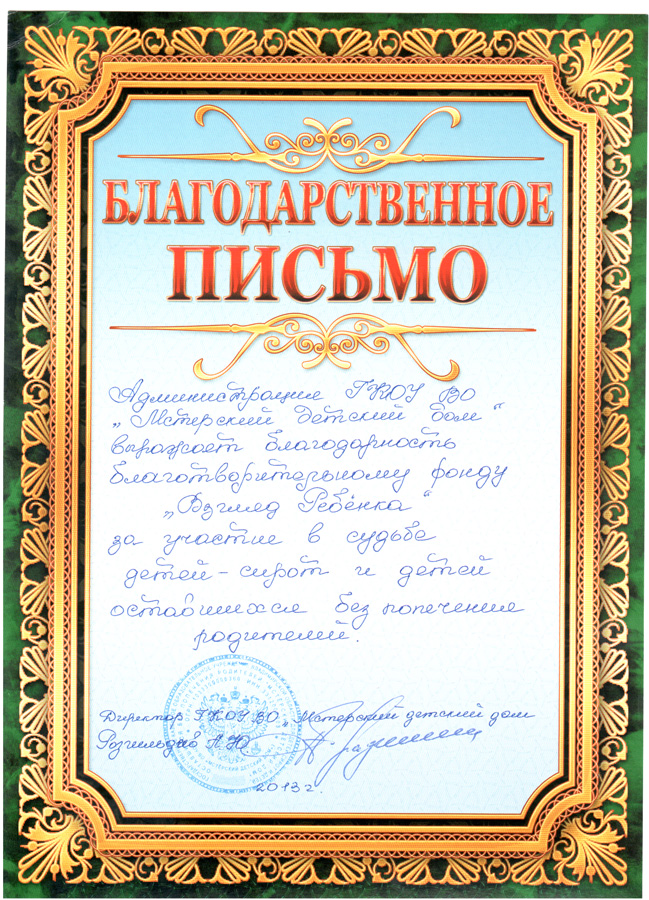 БЛАГОДАРСТВЕННОЕ
ПИСЬМО
Администрация ГКОУ ВО
„Мстерский детский дом“
выражает благодарность
благотворительному фонду
„Взгляд Ребёнка“
за участие в судьбе
детей-сирот и детей
оставшихся без попечения
родителей.
Директор ГКОУ ВО „Мстерский детский дом
2013 г.